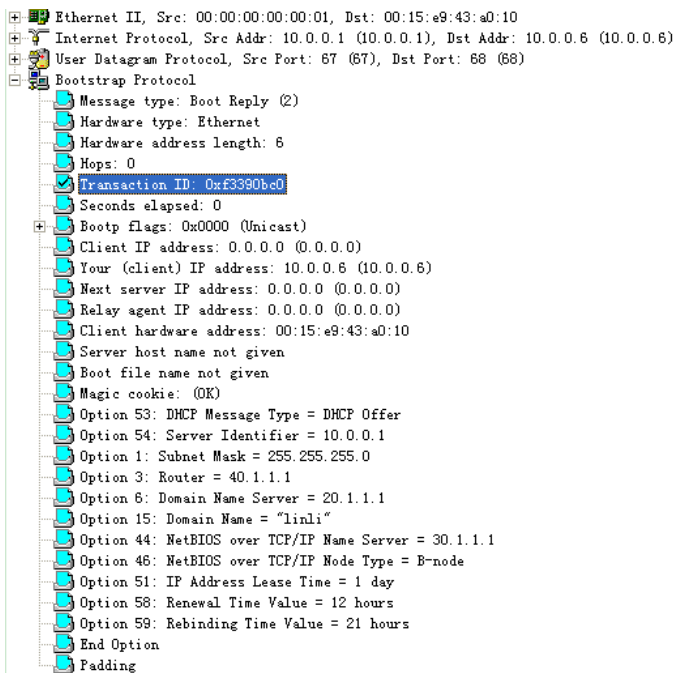 Ethernet II, Src: 00:00:00:00:00:01, Dst: 00:15:e9:43:a0:10
Internet Protocol, Src Addr: 10.0.0.1 (10.0.0.1), Dst Addr: 10.0.0.6 (10.0.0.6)
User Datagram Protocol, Src Port: 67 (67), Dst Port: 68 (68)
Bootstrap Protocol
Message type: Boot Reply (2)
Hardware type: Ethernet
Hardware address length: 6
Hops: 0
Transaction ID: 0xf3390bc0
Seconds elapsed: 0
Bootp flags: 0x0000 (Unicast)
Client IP address: 0.0.0.0 (0.0.0.0)
Your (client) IP address: 10.0.0.6 (10.0.0.6)
Next server IP address: 0.0.0.0 (0.0.0.0)
Relay agent IP address: 0.0.0.0 (0.0.0.0)
Client hardware address: 00:15:e9:43:a0:10
Server host name not given
Boot file name not given
Magic cookie: (OK)
Option 53: DHCP Message Type = DHCP Offer
Option 54: Server Identifier = 10.0.0.1
Option 1: Subnet Mask = 255.255.255.0
Option 3: Router = 40.1.1.1
Option 6: Domain Name Server = 20.1.1.1
Option 15: Domain Name = "linli"
Option 44: NetBIOS over TCP/IP Name Server = 30.1.1.1
Option 46: NetBIOS over TCP/IP Node Type = B-node
Option 51: IP Address Lease Time = 1 day
Option 58: Renewal Time Value = 12 hours
Option 59: Rebinding Time Value = 21 hours
End Option
Padding